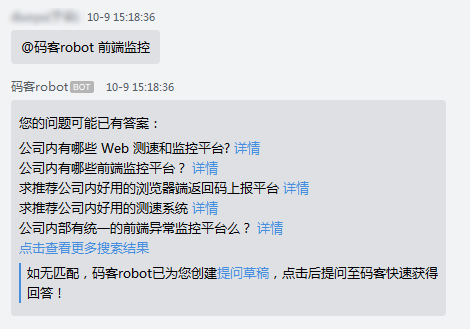 10-9 15:18:36
@码客robot 前端监控
码客robot BOT 10-9 15:18:36
您的问题可能已有答案：
公司内有哪些 Web 测速和监控平台? 详情
公司内有哪些前端监控平台？ 详情
求推荐公司内好用的浏览器端返回码上报平台 详情
求推荐公司内好用的测速系统 详情
公司内部有统一的前端异常监控平台么？ 详情
点击查看更多搜索结果
如无匹配，码客robot已为您创建提问草稿，点击后提问至码客快速获得
回答！